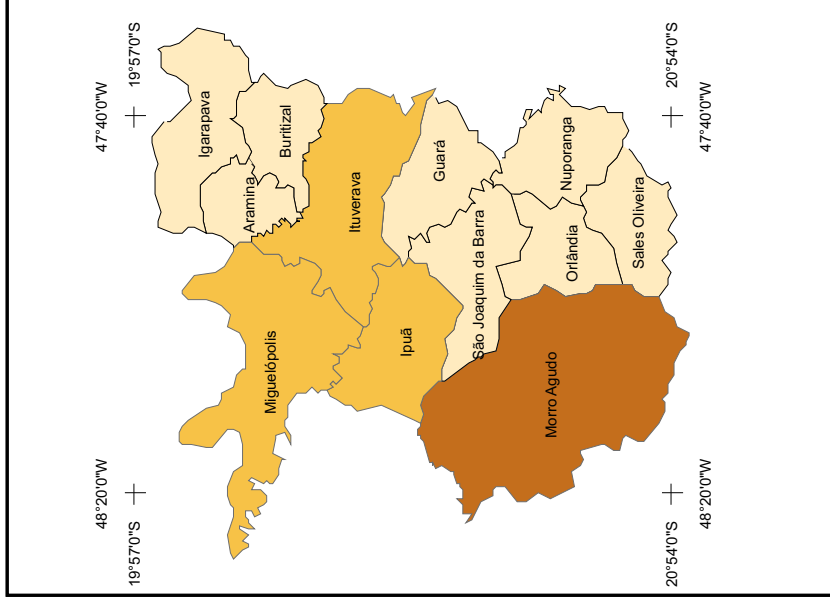 48°20'0"W
47°40'0"W
19°57'0"S
19°57'0"S
Igarapava
Aramina
Buritizal
Miguelópolis
Ituverava
Ipuã
Guará
São Joaquim da Barra
Nuporanga
Orlândia
Morro Agudo
Sales Oliveira
20°54'0"S
20°54'0"S
48°20'0"W
47°40'0"W